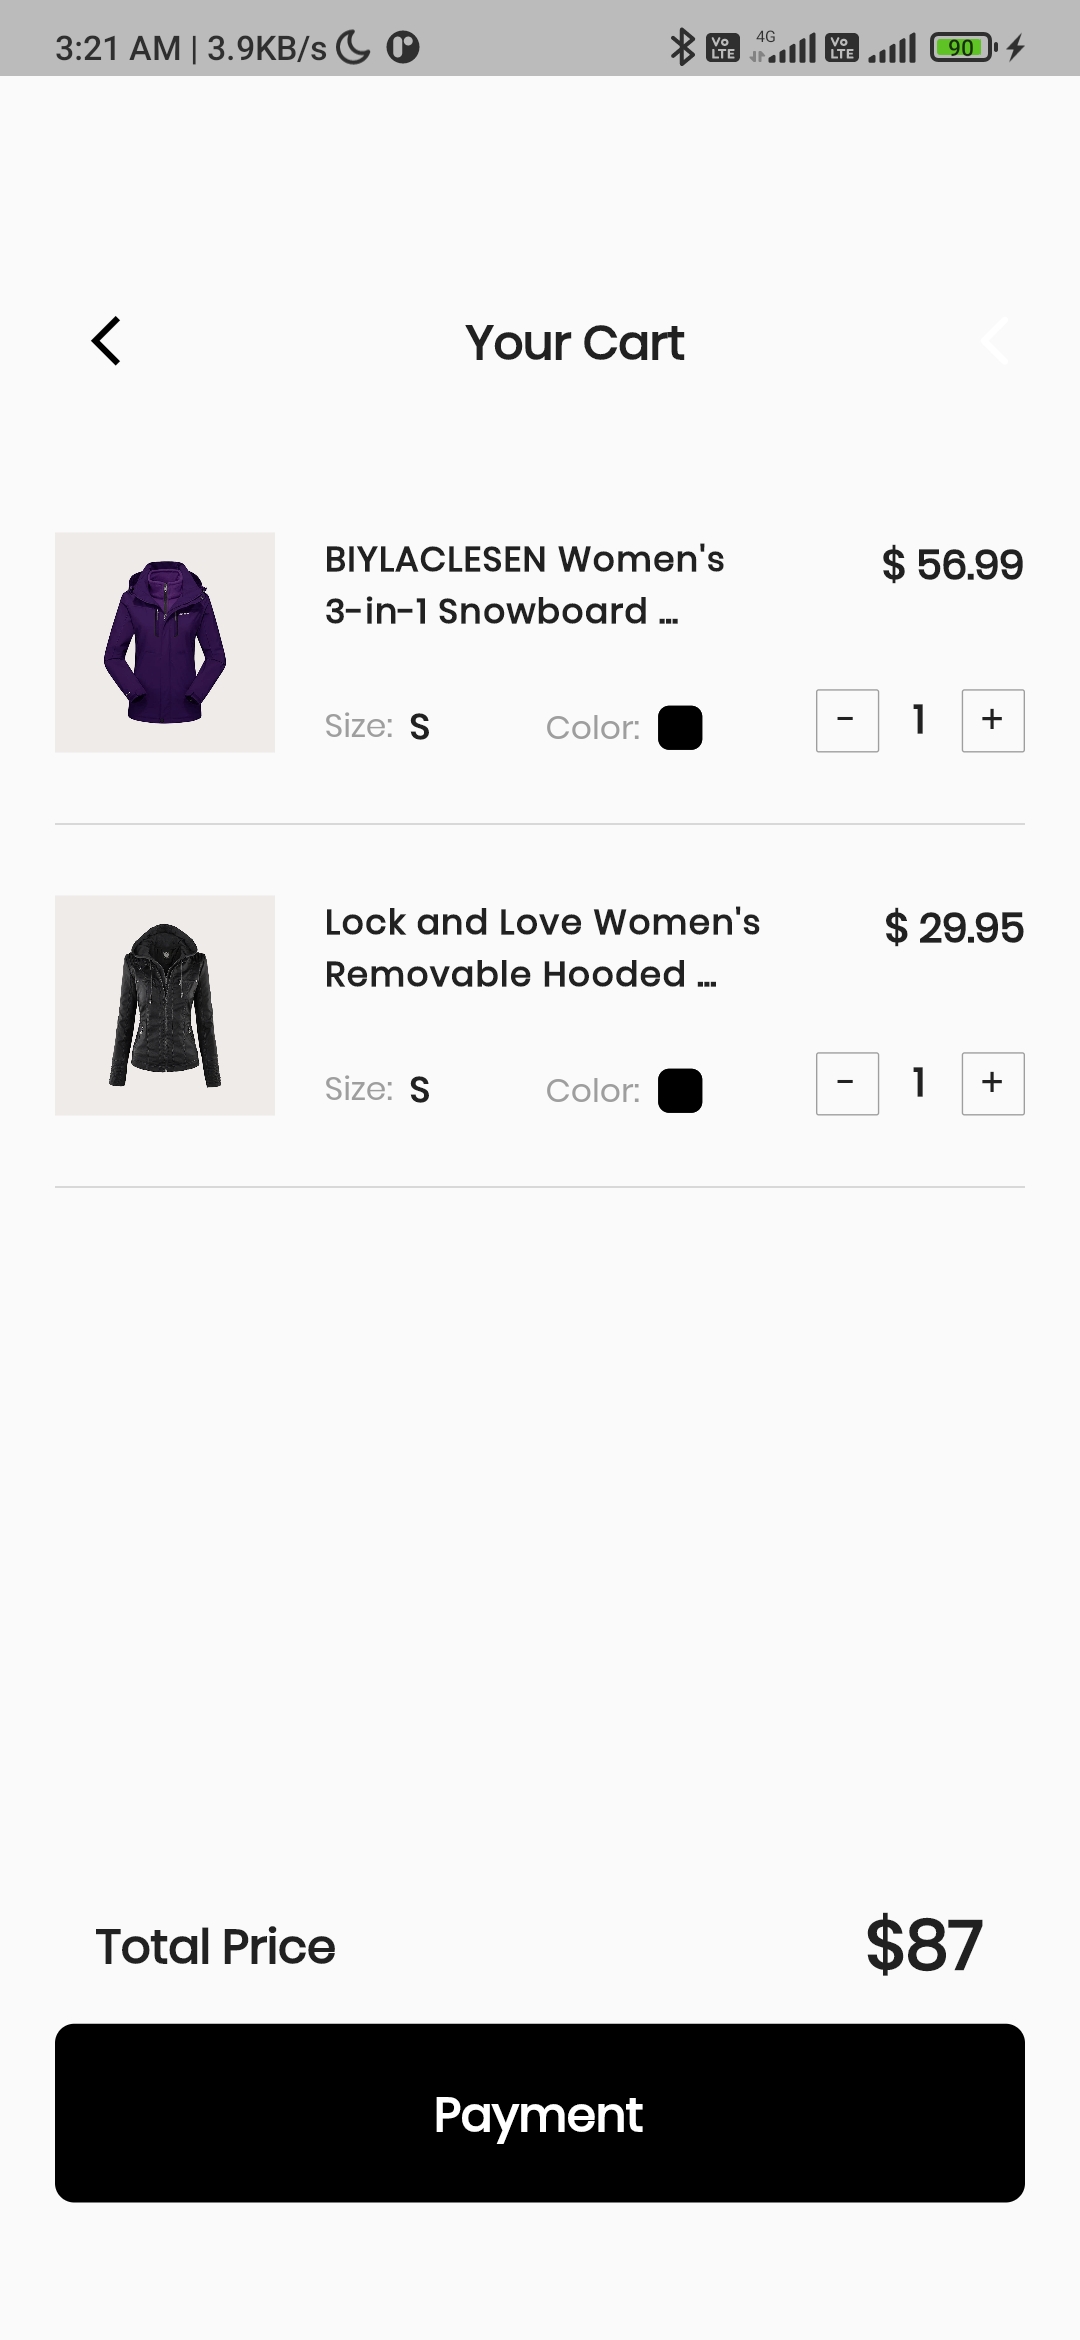 3:21 AM | 3.9KB/s
Vo LTE 4G Vo LTE 90
Your Cart
BIYLACLESEN Women's
3-in-1 Snowboard ...
$ 56.99
Size: S Color: - 1 +
Lock and Love Women's
Removable Hooded ...
$ 29.95
Size: S Color: - 1 +
Total Price $87
Payment